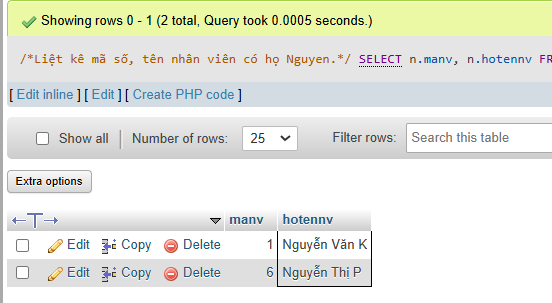 Showing rows 0 - 1 (2 total, Query took 0.0005 seconds.)
/*Liệt kê mã số, tên nhân viên có họ Nguyen.*/ SELECT n.manv, n.hotennv FR
[ Edit inline ] [ Edit ] [ Create PHP code ]
Show all Number of rows: 25 Filter rows: Search this table
Extra options
manv hotennv
Edit Copy Delete 1 Nguyễn Văn K
Edit Copy Delete 6 Nguyễn Thị P